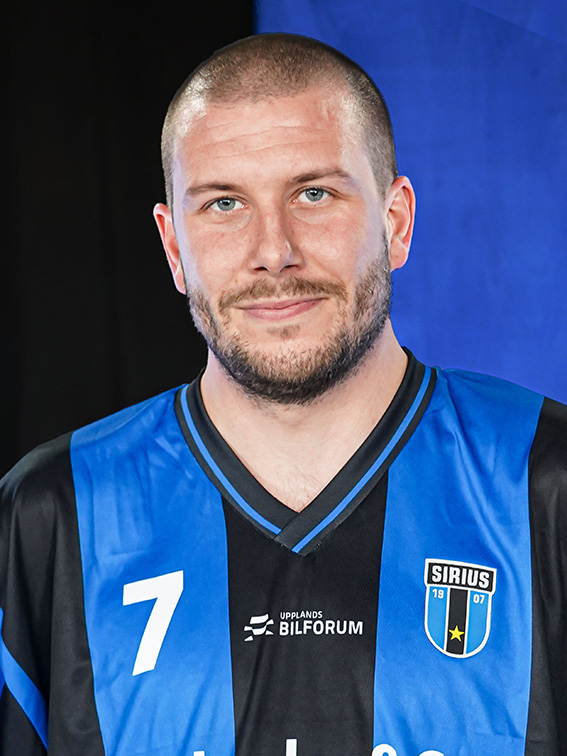 7
UPPLANDS
BILFORUM
SIRIUS
19 07